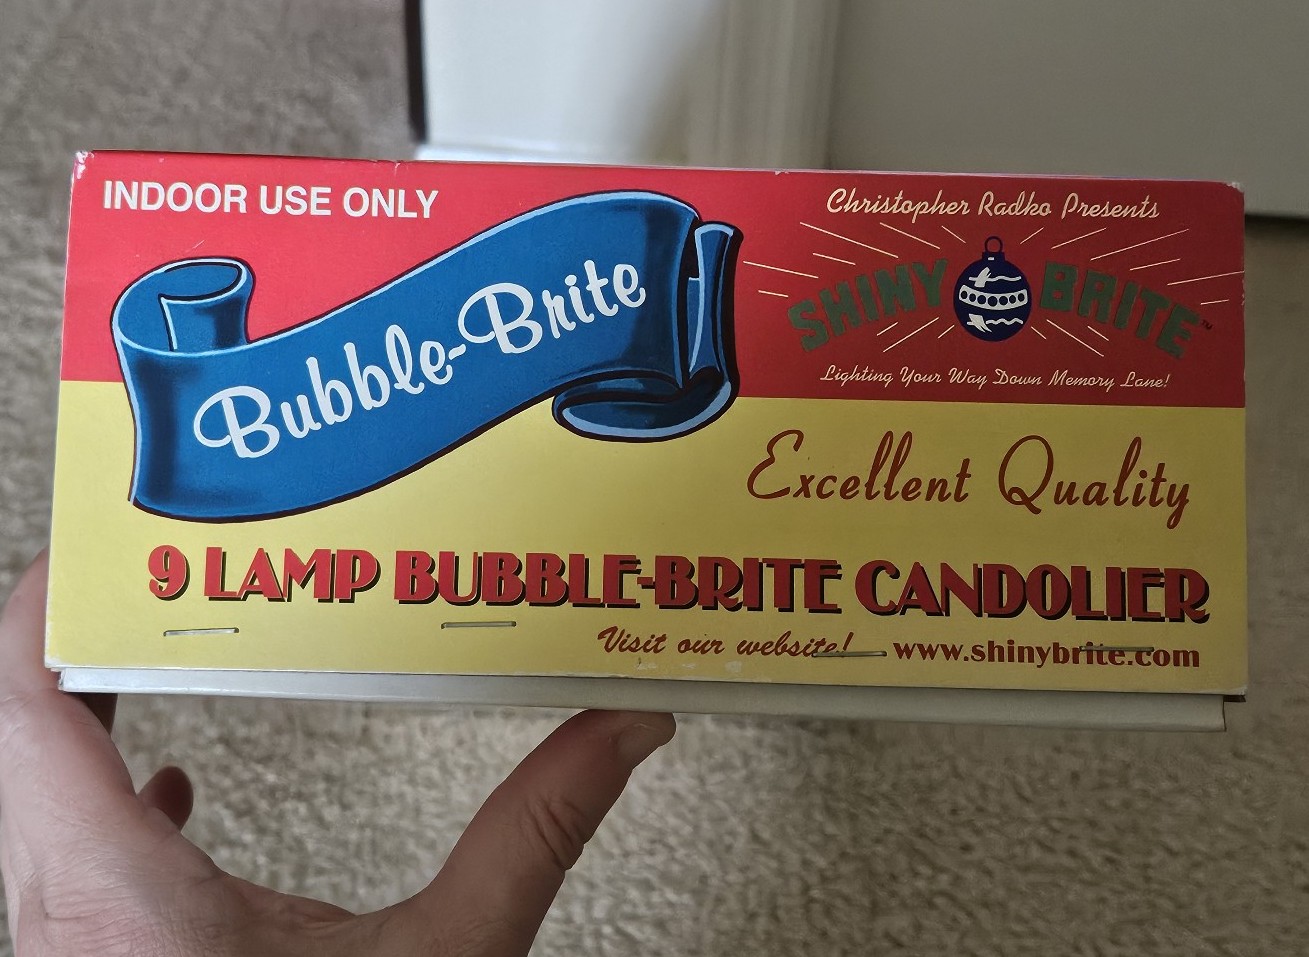 INDOOR USE ONLY
Bubble-Brite
Christopher Radko Presents
SHINY BRITE™
Lighting Your Way Down Memory Lane!
Excellent Quality
9 LAMP BUBBLE-BRITE CANDOLIER
Visit our website! www.shinybrite.com